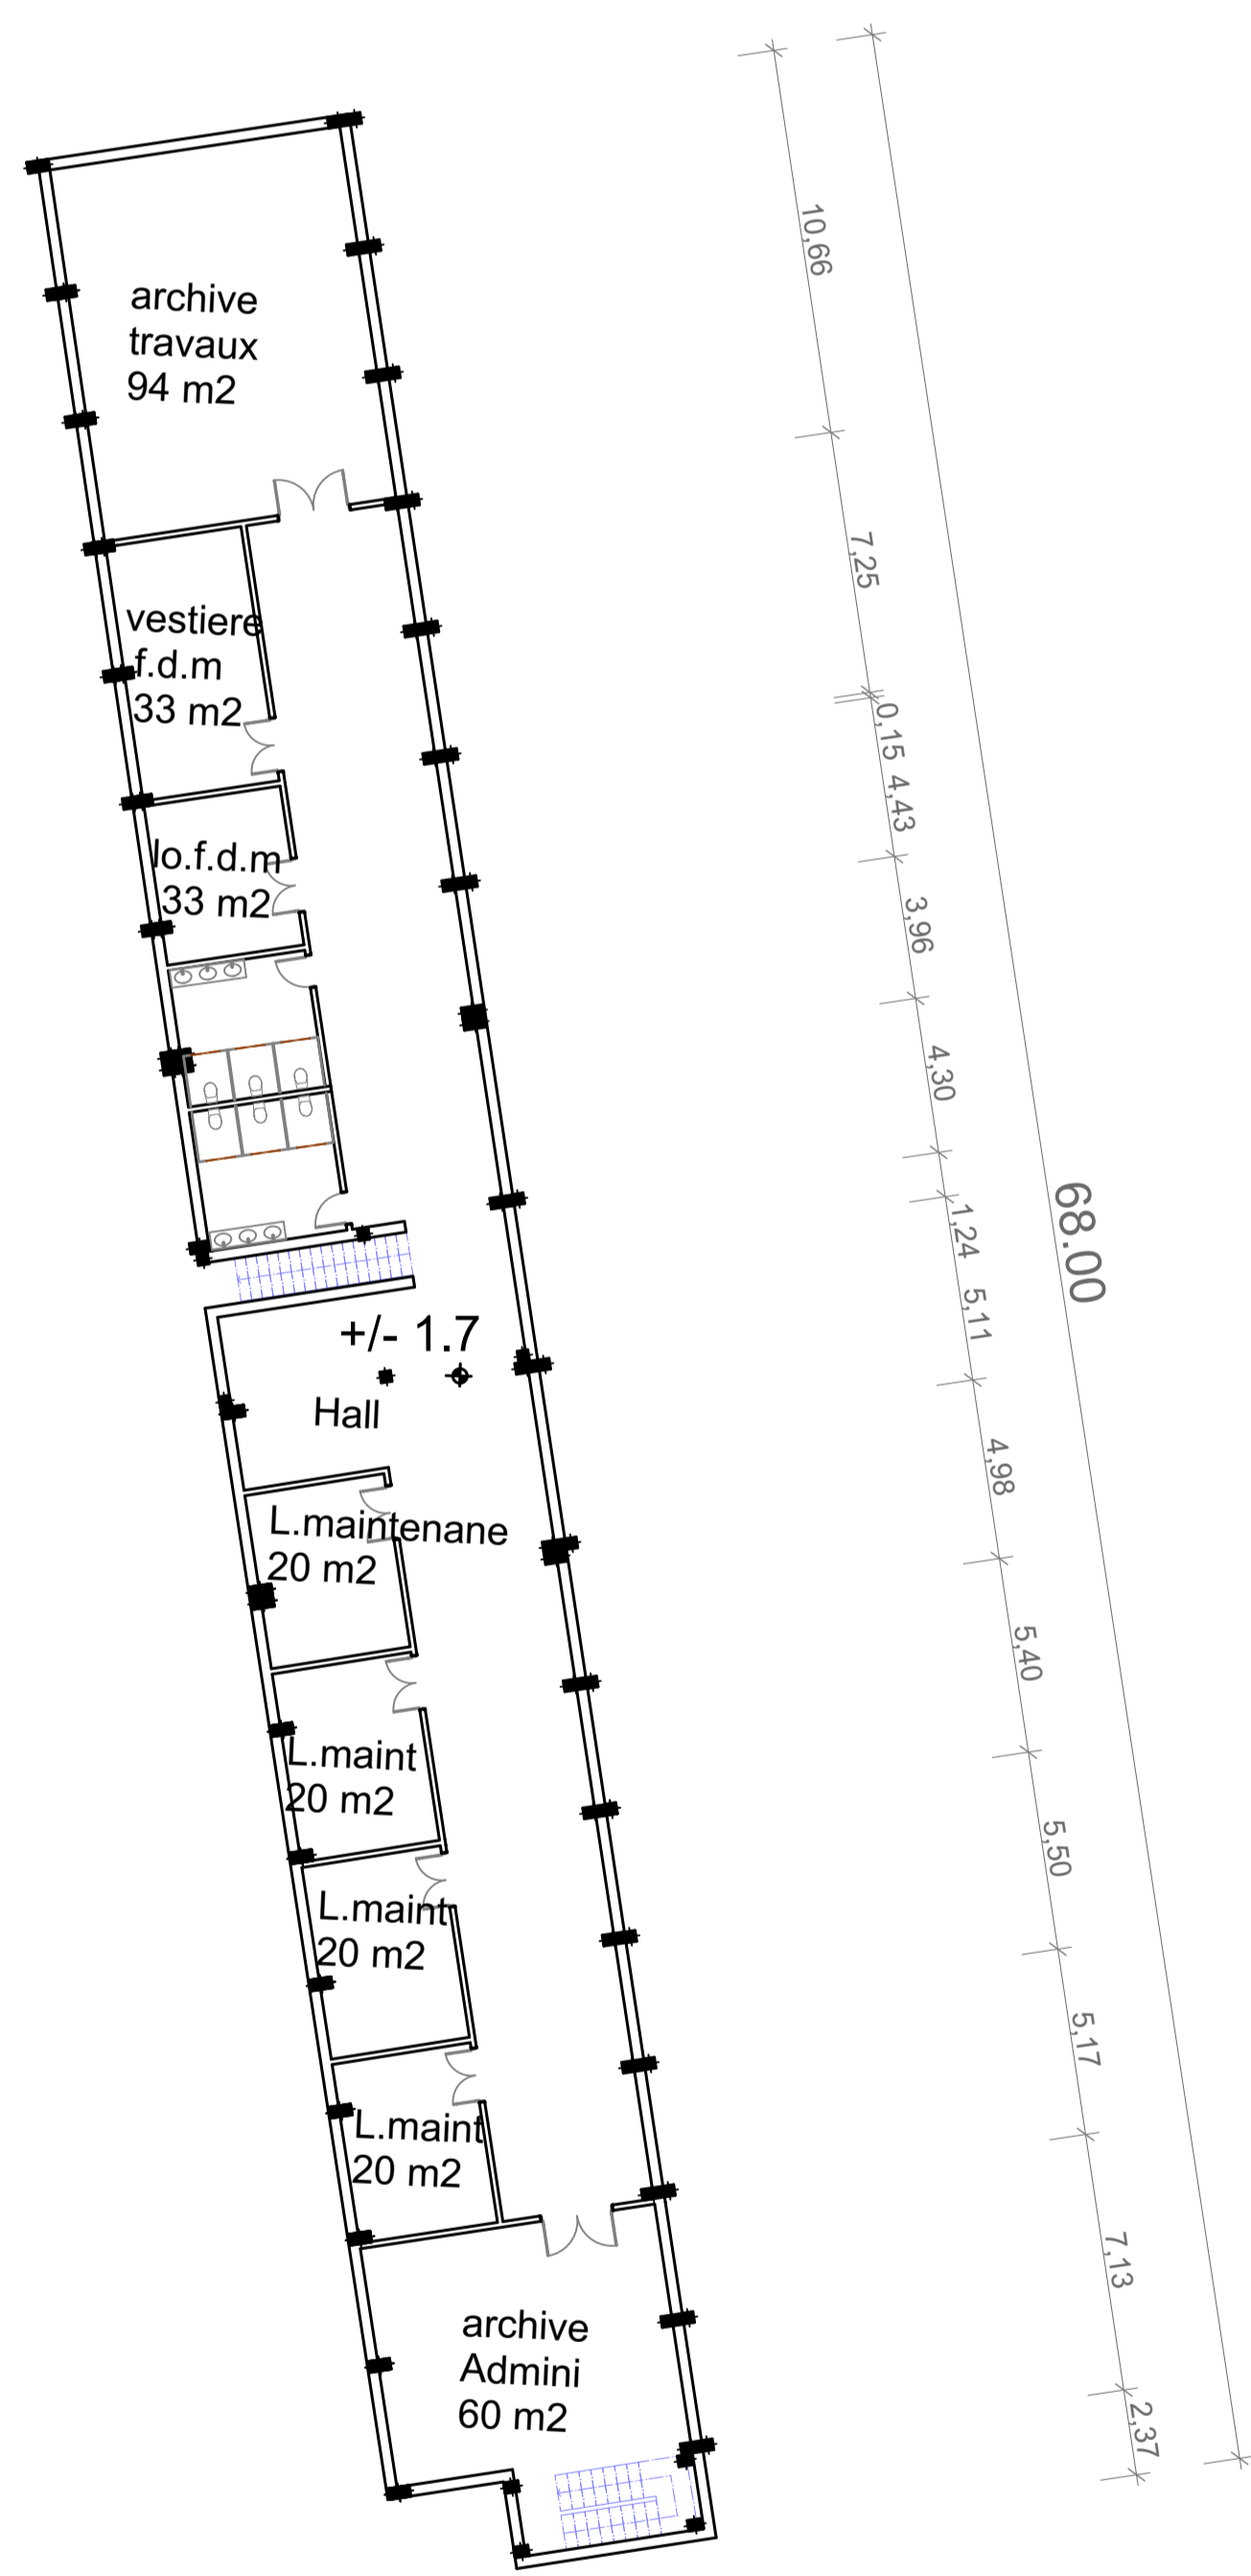 archive
travaux
94 m2
vestiere
f.d.m
33 m2
lo.f.d.m
33 m2
+/- 1.7
Hall
L.maintenane
20 m2
L.maint
20 m2
L.maint
20 m2
L.maint
20 m2
archive
Admini
60 m2
10,66
7,25
0,15
4,43
3,96
4,30
1,24
5,11
4,98
5,40
5,50
5,17
7,13
2,37
68.00